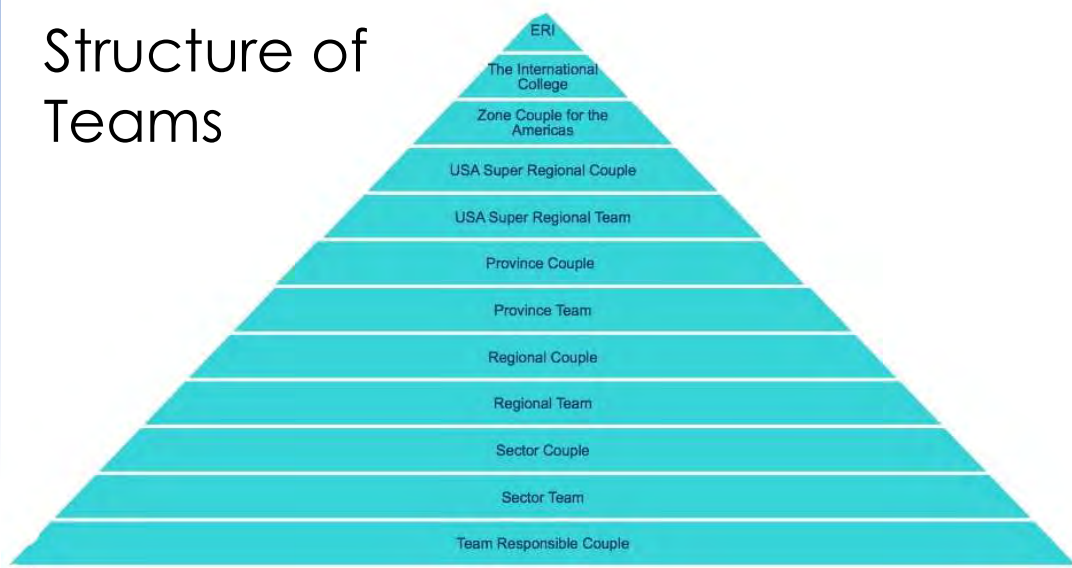 Structure of
Teams
ERI
The International
College
Zone Couple for the
Americas
USA Super Regional Couple
USA Super Regional Team
Province Couple
Province Team
Regional Couple
Regional Team
Sector Couple
Sector Team
Team Responsible Couple